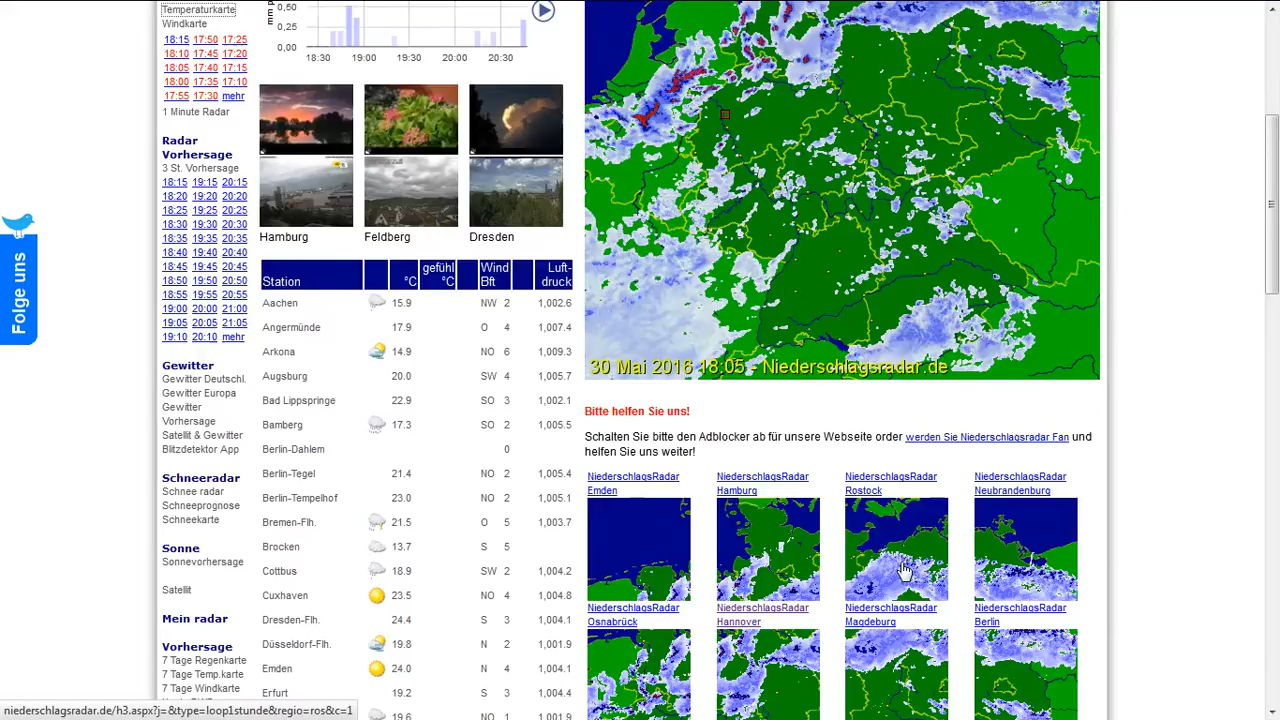 Temperaturkarte
Windkarte
18:15 17:50 17:25
18:10 17:45 17:20
18:05 17:40 17:15
18:00 17:35 17:10
17:55 17:30 mehr
1 Minute Radar
Radar
Vorhersage
3 St. Vorhersage
18:15 19:15 20:15
18:20 19:20 20:20
18:25 19:25 20:25
18:30 19:30 20:30
18:35 19:35 20:35
18:40 19:40 20:40
18:45 19:45 20:45
18:50 19:50 20:50
18:55 19:55 20:55
19:00 20:00 21:00
19:05 20:05 21:05
19:10 20:10 mehr
Gewitter
Gewitter Deutschl.
Gewitter Europa
Gewitter
Vorhersage
Satellit & Gewitter
Blitzdetektor App
Schneeradar
Schnee radar
Schneeprognose
Schneekarte
Sonne
Sonnevorhersage
Satellit
Mein radar
Vorhersage
7 Tage Regenkarte
7 Tage Temp.karte
7 Tage Windkarte
Folge uns
mm
0,50
0,25
0,00
18:30 19:00 19:30 20:00 20:30
Hamburg Feldberg Dresden
Station °C gefühl °C Wind Bft Luft-druck
Aachen 15.9 NW 2 1,002.6
Angermünde 17.9 O 4 1,007.4
Arkona 14.9 NO 6 1,009.3
Augsburg 20.0 SW 4 1,005.7
Bad Lippspringe 22.9 SO 3 1,002.1
Bamberg 17.3 SO 2 1,005.5
Berlin-Dahlem 0
Berlin-Tegel 21.4 NO 2 1,005.4
Berlin-Tempelhof 23.0 NO 2 1,005.1
Bremen-Flh. 21.5 O 5 1,003.7
Brocken 13.7 S 5
Cottbus 18.9 SW 2 1,004.2
Cuxhaven 23.5 NO 4 1,004.8
Dresden-Flh. 24.4 S 3 1,004.1
Düsseldorf-Flh. 19.8 N 2 1,001.9
Emden 24.0 N 4 1,004.1
Erfurt 19.2 S 3 1,004.4
19.6 S 1 1,001.9
30 Mai 2016 18:05 - Niederschlagsradar.de
Bitte helfen Sie uns!
Schalten Sie bitte den Adblocker ab für unsere Webseite order werden Sie Niederschlagsradar Fan und
helfen Sie uns weiter!
NiederschlagsRadar Emden
NiederschlagsRadar Hamburg
NiederschlagsRadar Rostock
NiederschlagsRadar Neubrandenburg
NiederschlagsRadar Osnabrück
NiederschlagsRadar Hannover
NiederschlagsRadar Magdeburg
NiederschlagsRadar Berlin
niederschlagsradar.de/h3.aspx?j=&type=loop1stunde&regio=ros&c=1